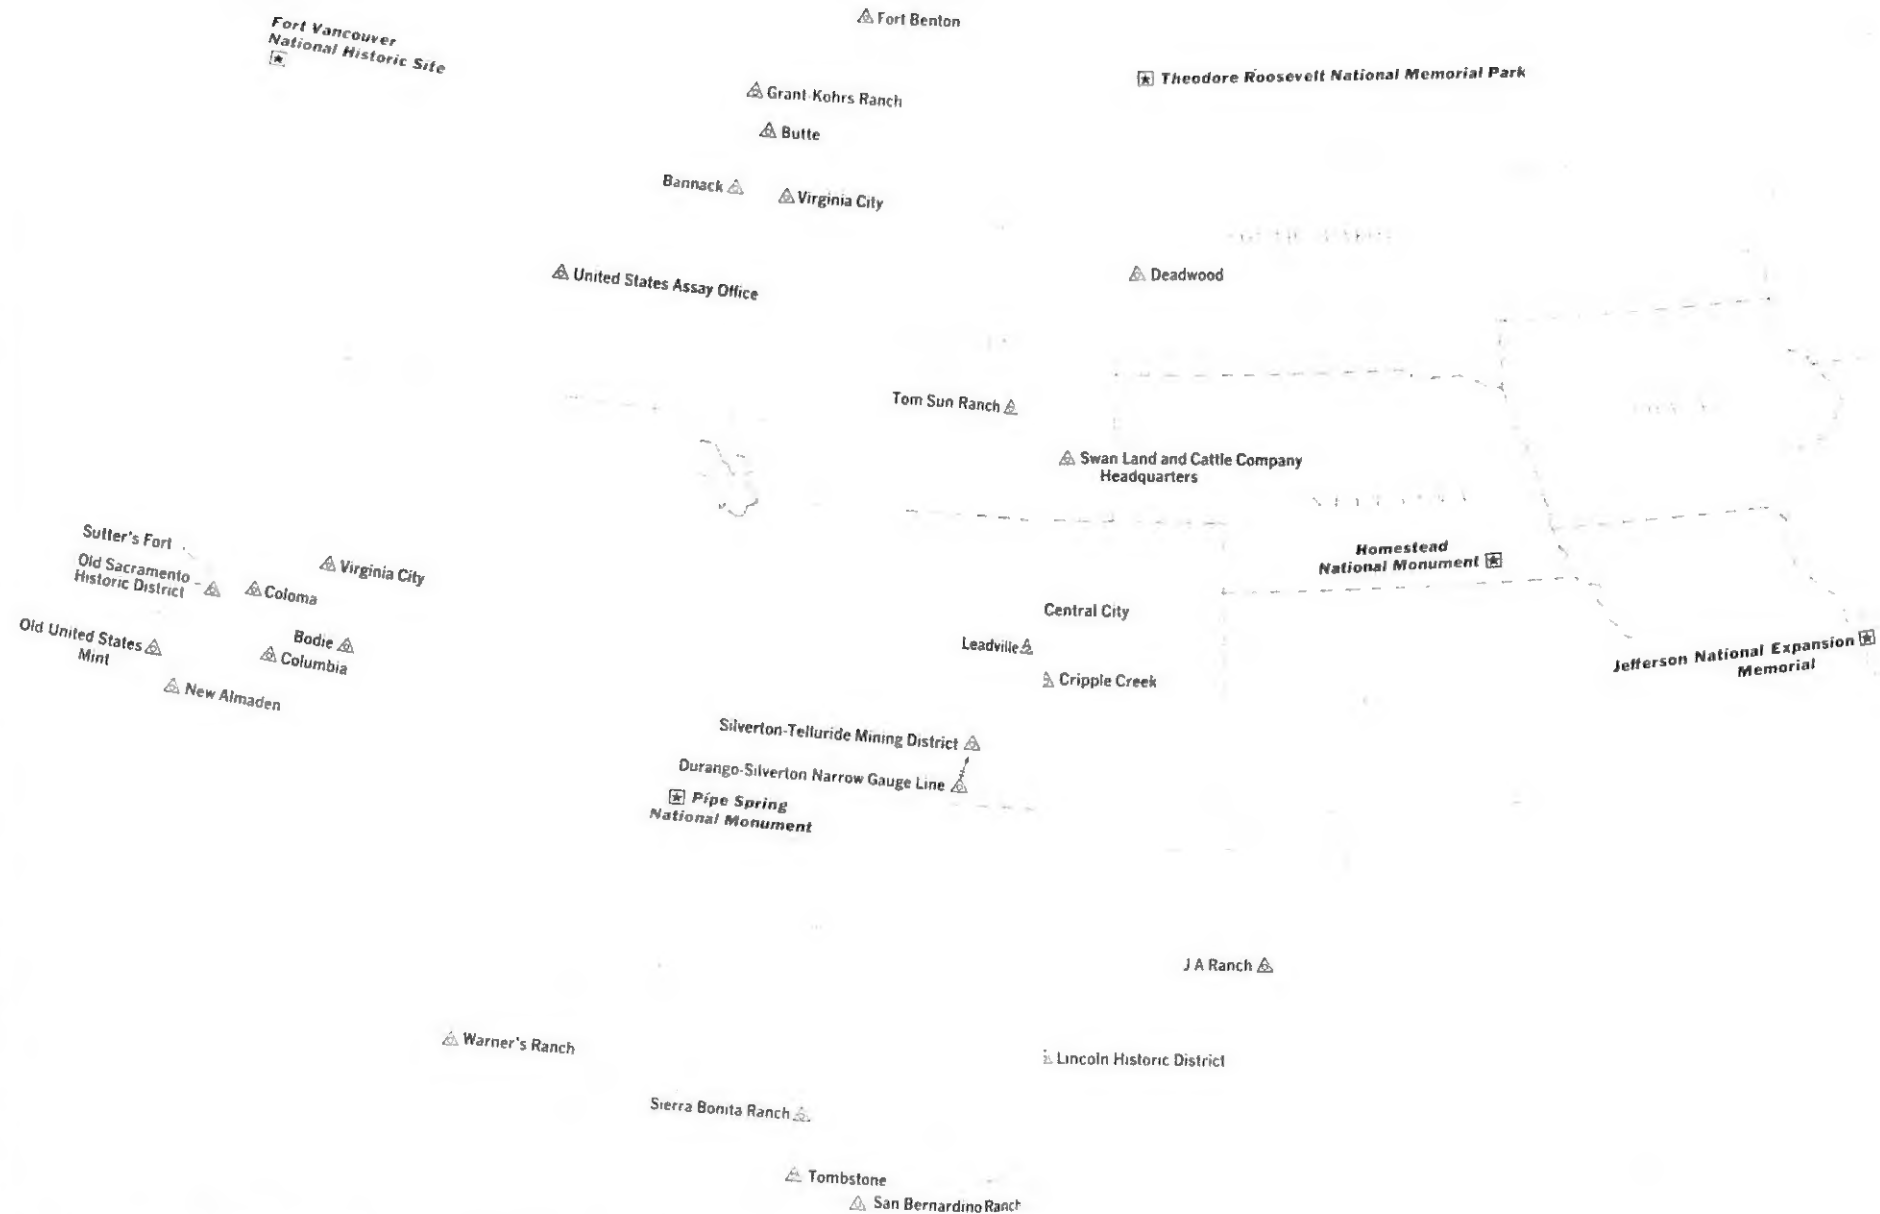 Fort Benton
Fort Vancouver
National Historic Site
Theodore Roosevelt National Memorial Park
Grant-Kohrs Ranch
Butte
Bannack
Virginia City
United States Assay Office
Deadwood
Tom Sun Ranch
Swan Land and Cattle Company
Headquarters
Sutter's Fort
Old Sacramento
Historic District
Coloma
Virginia City
Homestead
National Monument
Central City
Old United States
Mint
Bodie
Columbia
Leadville
Jefferson National Expansion
Memorial
New Almaden
Cripple Creek
Silverton-Telluride Mining District
Durango-Silverton Narrow Gauge Line
Pipe Spring
National Monument
J A Ranch
Warner's Ranch
Lincoln Historic District
Sierra Bonita Ranch
Tombstone
San Bernardino Ranch